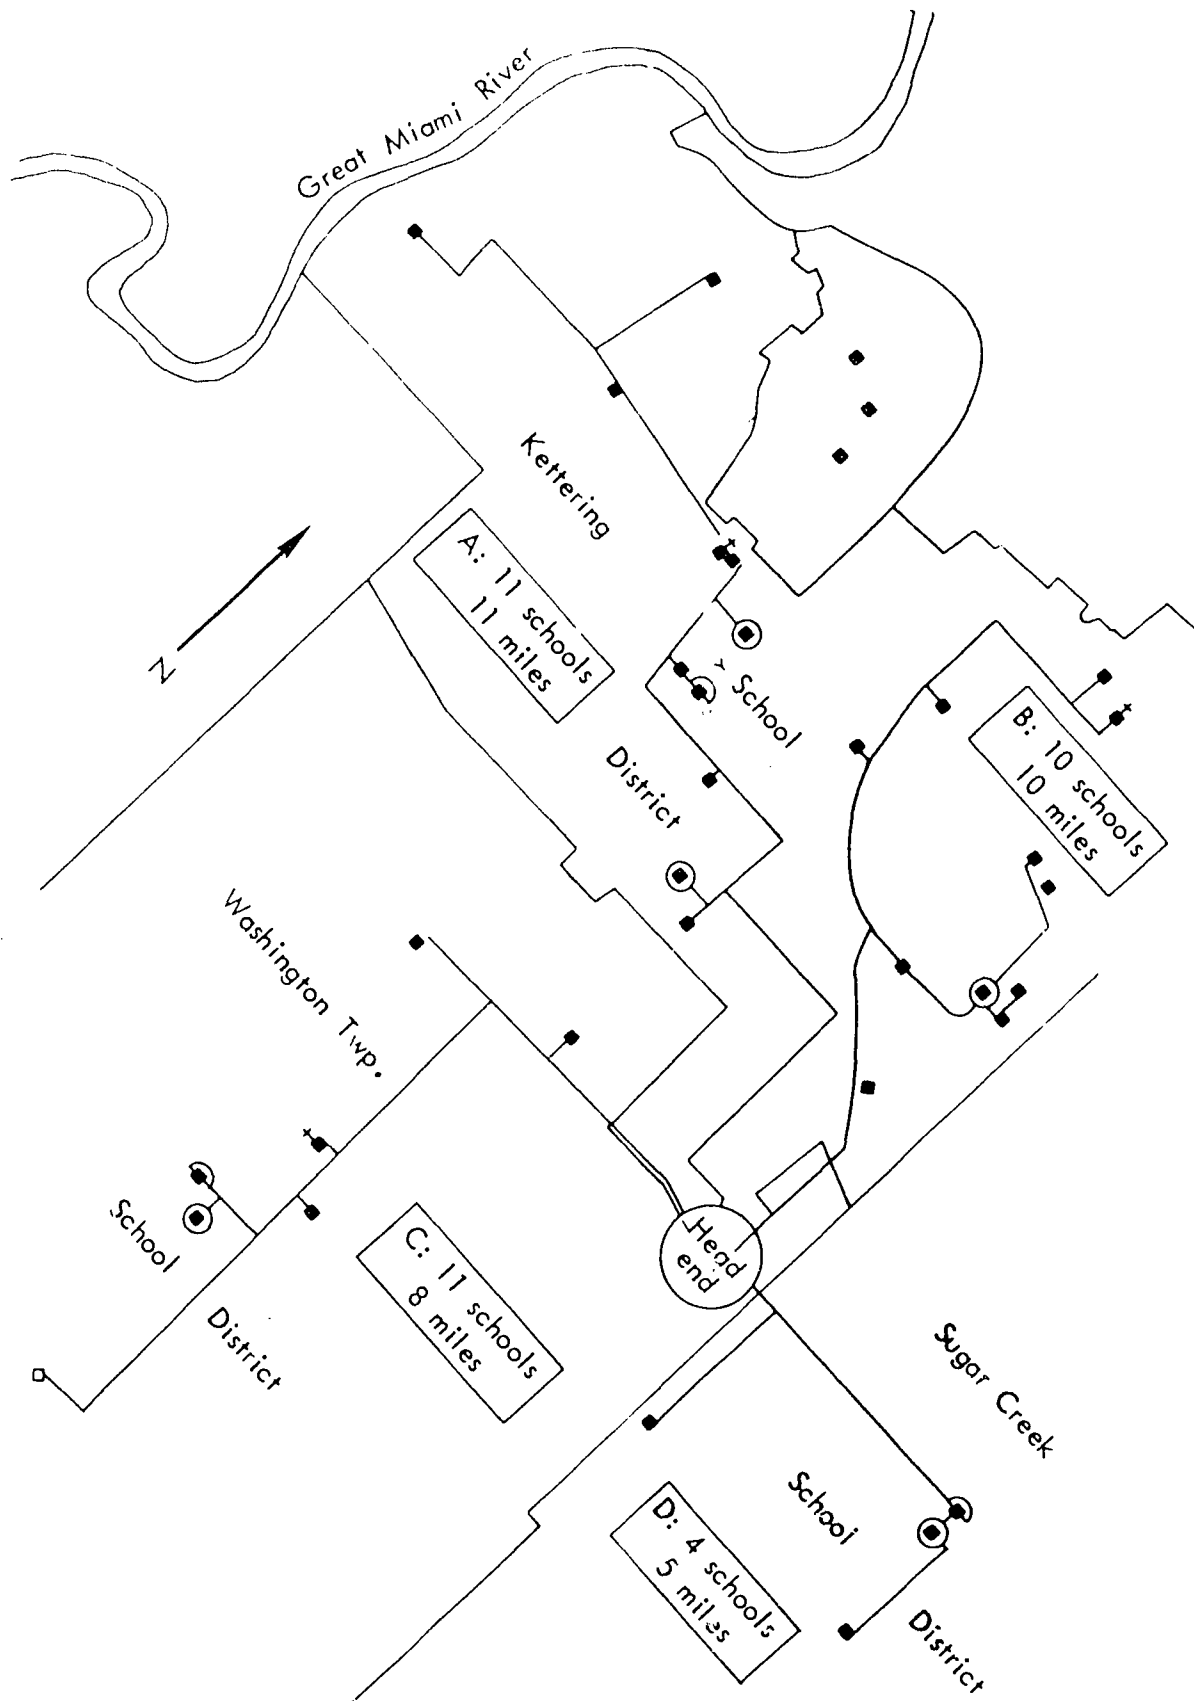 Great Miami River
Kettering
A: 11 schools
11 miles
N
School
District
B: 10 schools
10 miles
Washington Twp.
School
District
C: 11 schools
8 miles
Head
end
Sugar Creek
School
District
D: 4 schools
5 miles